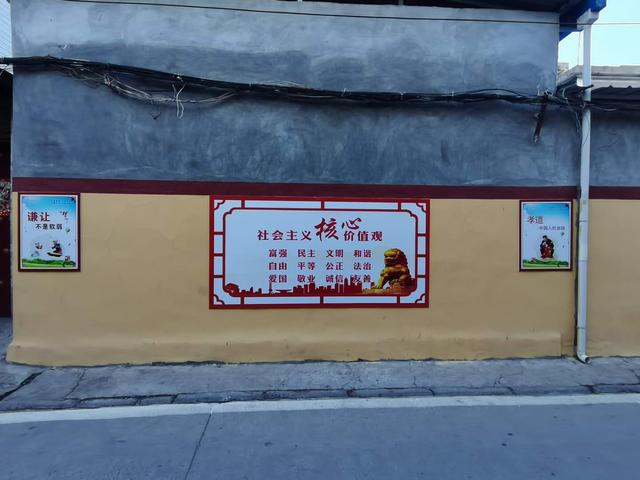 谦让
不是软弱
社会主义核心价值观
富强 民主 文明 和谐
自由 平等 公正 法治
爱国 敬业 诚信 友善
孝道